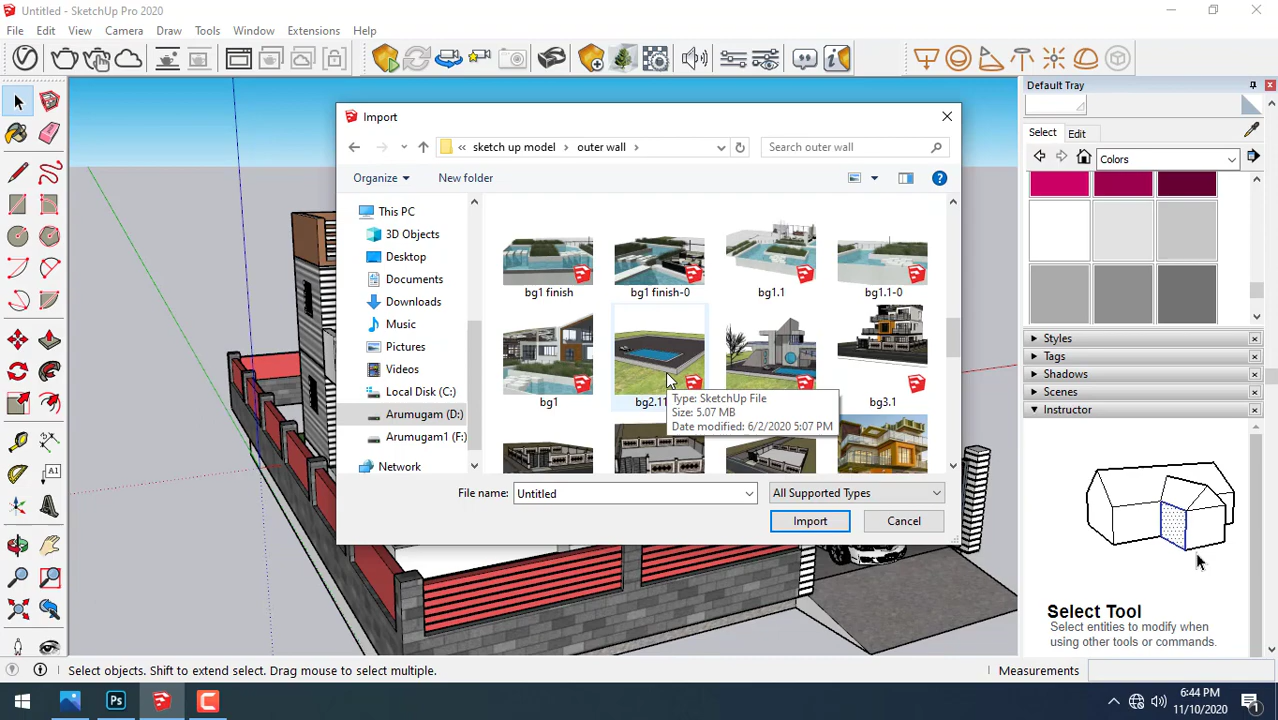 Untitled - SketchUp Pro 2020
File Edit View Camera Draw Tools Window Extensions Help
Import
Default Tray
Select Edit
« sketch up model › outer wall ›
Search outer wall
Colors
Organize
New folder
This PC
3D Objects
Desktop
Documents
Downloads
Music
Pictures
Videos
Local Disk (C:)
Arumugam (D:)
Arumugam1 (F:)
Network
bg1 finish
bg1 finish-0
bg1.1
bg1.1-0
bg1
bg2.11
bg3.1
Type: SketchUp File
Size: 5.07 MB
Date modified: 6/2/2020 5:07 PM
File name: Untitled
All Supported Types
Import
Cancel
Styles
Tags
Shadows
Scenes
Instructor
Select Tool
Select entities to modify when
using other tools or commands.
Select objects. Shift to extend select. Drag mouse to select multiple.
Measurements
Ps
6:44 PM
11/10/2020
1